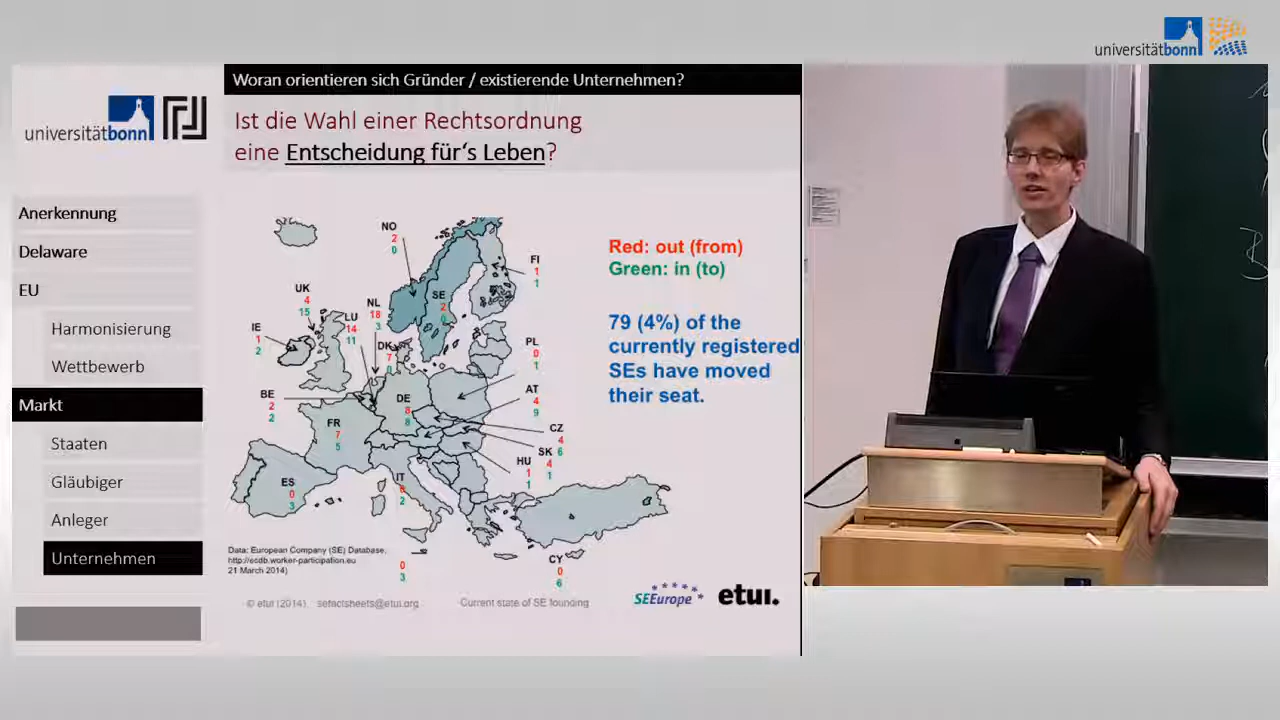 universitätbonn
Woran orientieren sich Gründer / existierende Unternehmen?
universitätbonn
Ist die Wahl einer Rechtsordnung
eine Entscheidung für‘s Leben?
Anerkennung
Delaware
EU
Harmonisierung
Wettbewerb
Markt
Staaten
Gläubiger
Anleger
Unternehmen
NO
2
0
FI
1
1
UK
4
15
SE
2
NL
18
3
LU
14
11
IE
1
2
DK
7
PL
0
1
BE
2
2
DE
8
8
AT
4
9
FR
7
5
CZ
4
6
SK
4
1
HU
1
1
ES
0
3
IT
2
CY
0
6
0
3
Red: out (from)
Green: in (to)
79 (4%) of the
currently registered
SEs have moved
their seat.
Data: European Company (SE) Database,
http://ecdb.worker-participation.eu
21 March 2014)
© etui (2014) sefactsheets@etui.org
Current state of SE founding
SEEurope
etui.